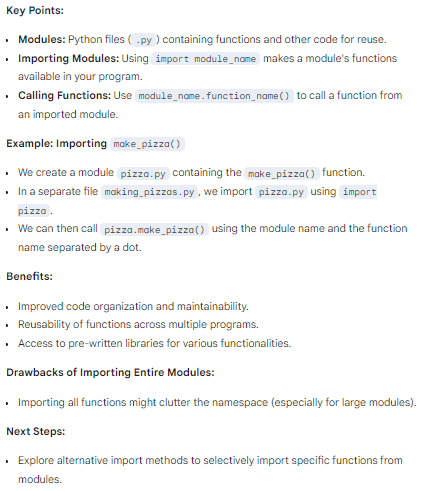 Key Points:
• Modules: Python files ( .py ) containing functions and other code for reuse.
• Importing Modules: Using import module_name makes a module's functions
available in your program.
• Calling Functions: Use module_name.function_name() to call a function from
an imported module.
Example: Importing make_pizza()
• We create a module pizza.py containing the make_pizza() function.
• In a separate file making_pizzas.py , we import pizza.py using import
pizza .
• We can then call pizza.make_pizza() using the module name and the function
name separated by a dot.
Benefits:
• Improved code organization and maintainability.
• Reusability of functions across multiple programs.
• Access to pre-written libraries for various functionalities.
Drawbacks of Importing Entire Modules:
• Importing all functions might clutter the namespace (especially for large modules).
Next Steps:
• Explore alternative import methods to selectively import specific functions from
modules.